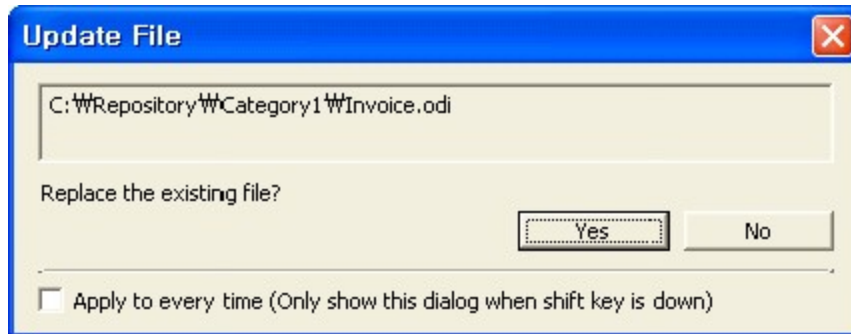 Update File
C:₩Repository₩Category1₩Invoice.odi
Replace the existing file?
Yes
No
Apply to every time (Only show this dialog when shift key is down)